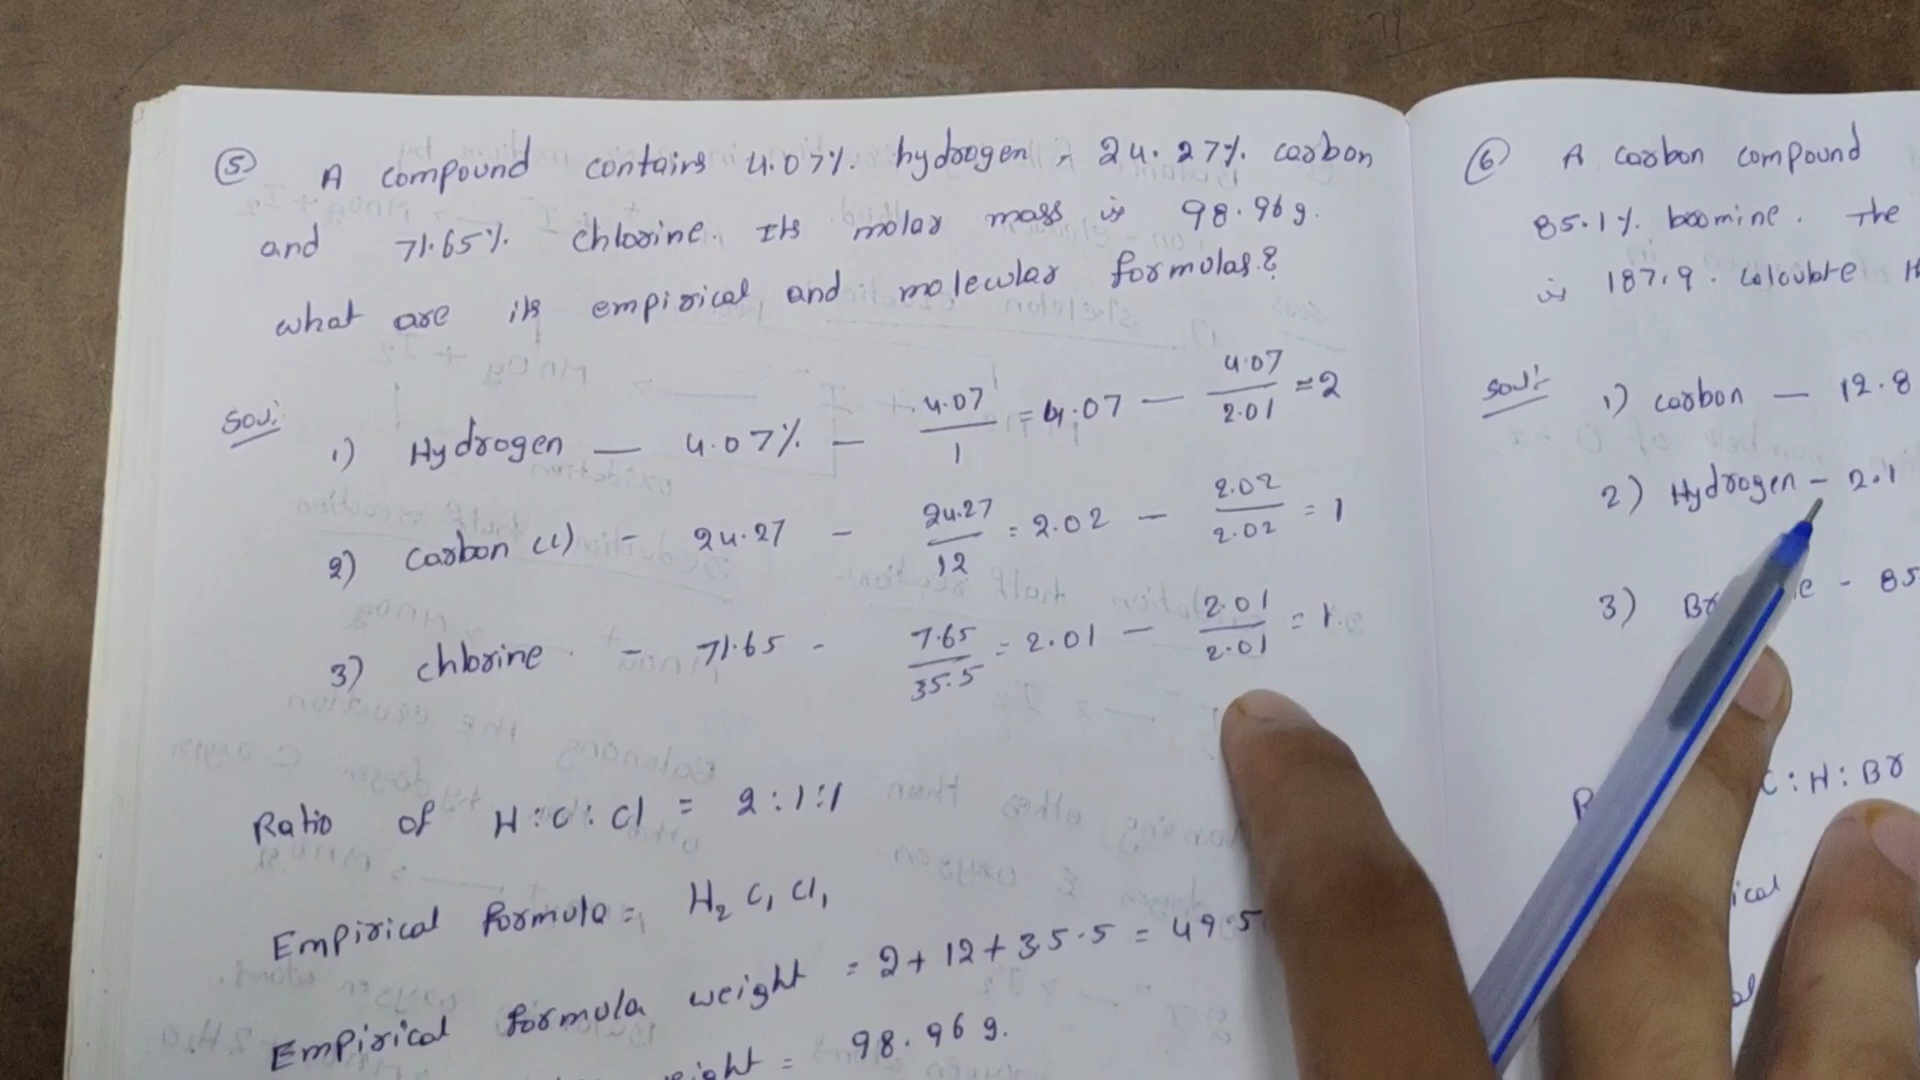 5 A compound contains 4.07% hydrogen, 24.27% carbon
and 71.65% chlorine. Its molar mass is 98.96 g.
what are its empirical and molecular formulas?
Sol:
1) Hydrogen — 4.07% — 4.07/1 = 4.07 — 4.07/2.01 = 2
2) Carbon (c) - 24.27 - 24.27/12 = 2.02 - 2.02/2.02 = 1
3) chlorine - 71.65 - 7.65/35.5 = 2.01 - 2.01/2.01 = 1.
Ratio of H:C:Cl = 2:1:1
Empirical formula = H2 C1 Cl1
Empirical formula weight = 2+12+35.5 = 49.5
98.96 g.
6 A carbon compound
85.1% bromine. The
is 187.9. calculate
Sol:
1) carbon — 12.8
2) Hydrogen - 2.1
3) - 85
C:H:Br
ical